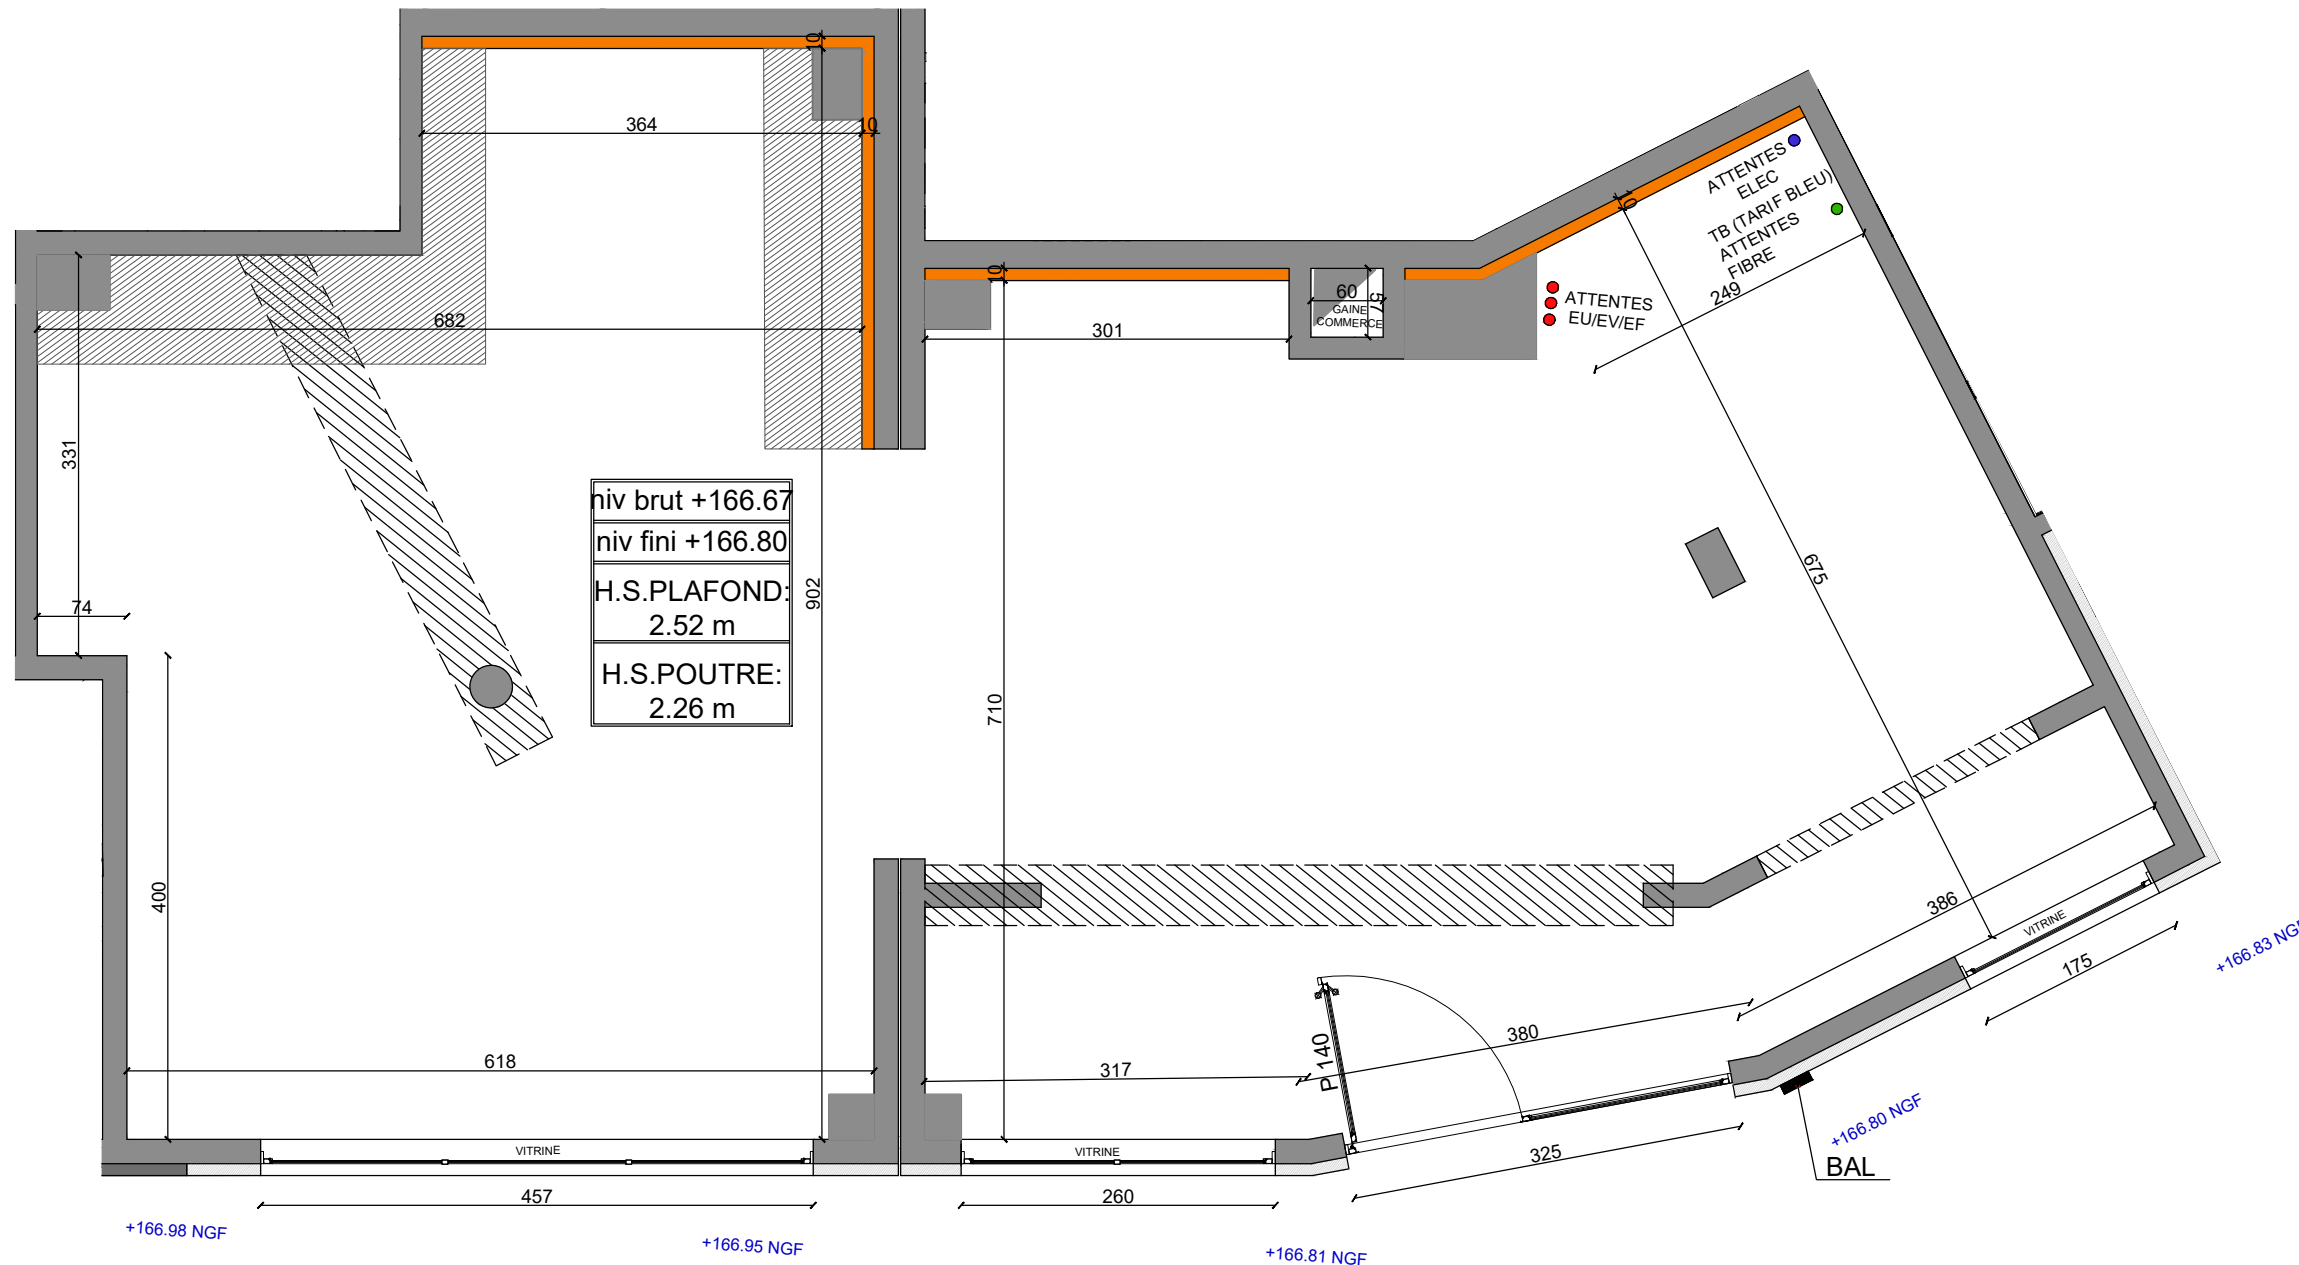 10
364
10
682
331
74
niv brut +166.67
niv fini +166.80
H.S.PLAFOND:
2.52 m
H.S.POUTRE:
2.26 m
902
400
618
VITRINE
457
+166.98 NGF
+166.95 NGF
10
301
60
57
GAINE
COMMERCE
710
10
ATTENTES
ELEC
TB (TARIF BLEU)
ATTENTES
FIBRE
249
ATTENTES
EU/EV/EF
675
317
380
P 140
386
VITRINE
175
VITRINE
260
325
BAL
+166.81 NGF
+166.80 NGF
+166.83 NGF